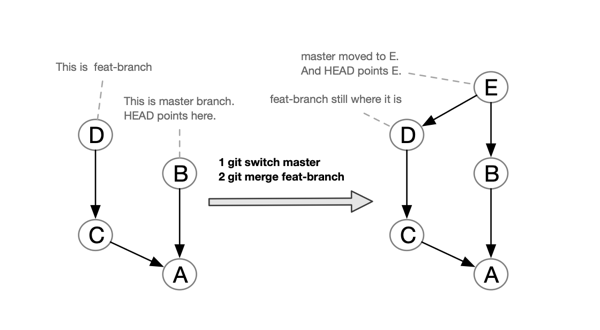 This is feat-branch
This is master branch.
HEAD points here.
D
B
C
A
1 git switch master
2 git merge feat-branch
master moved to E.
And HEAD points E.
feat-branch still where it is
E
D
B
C
A